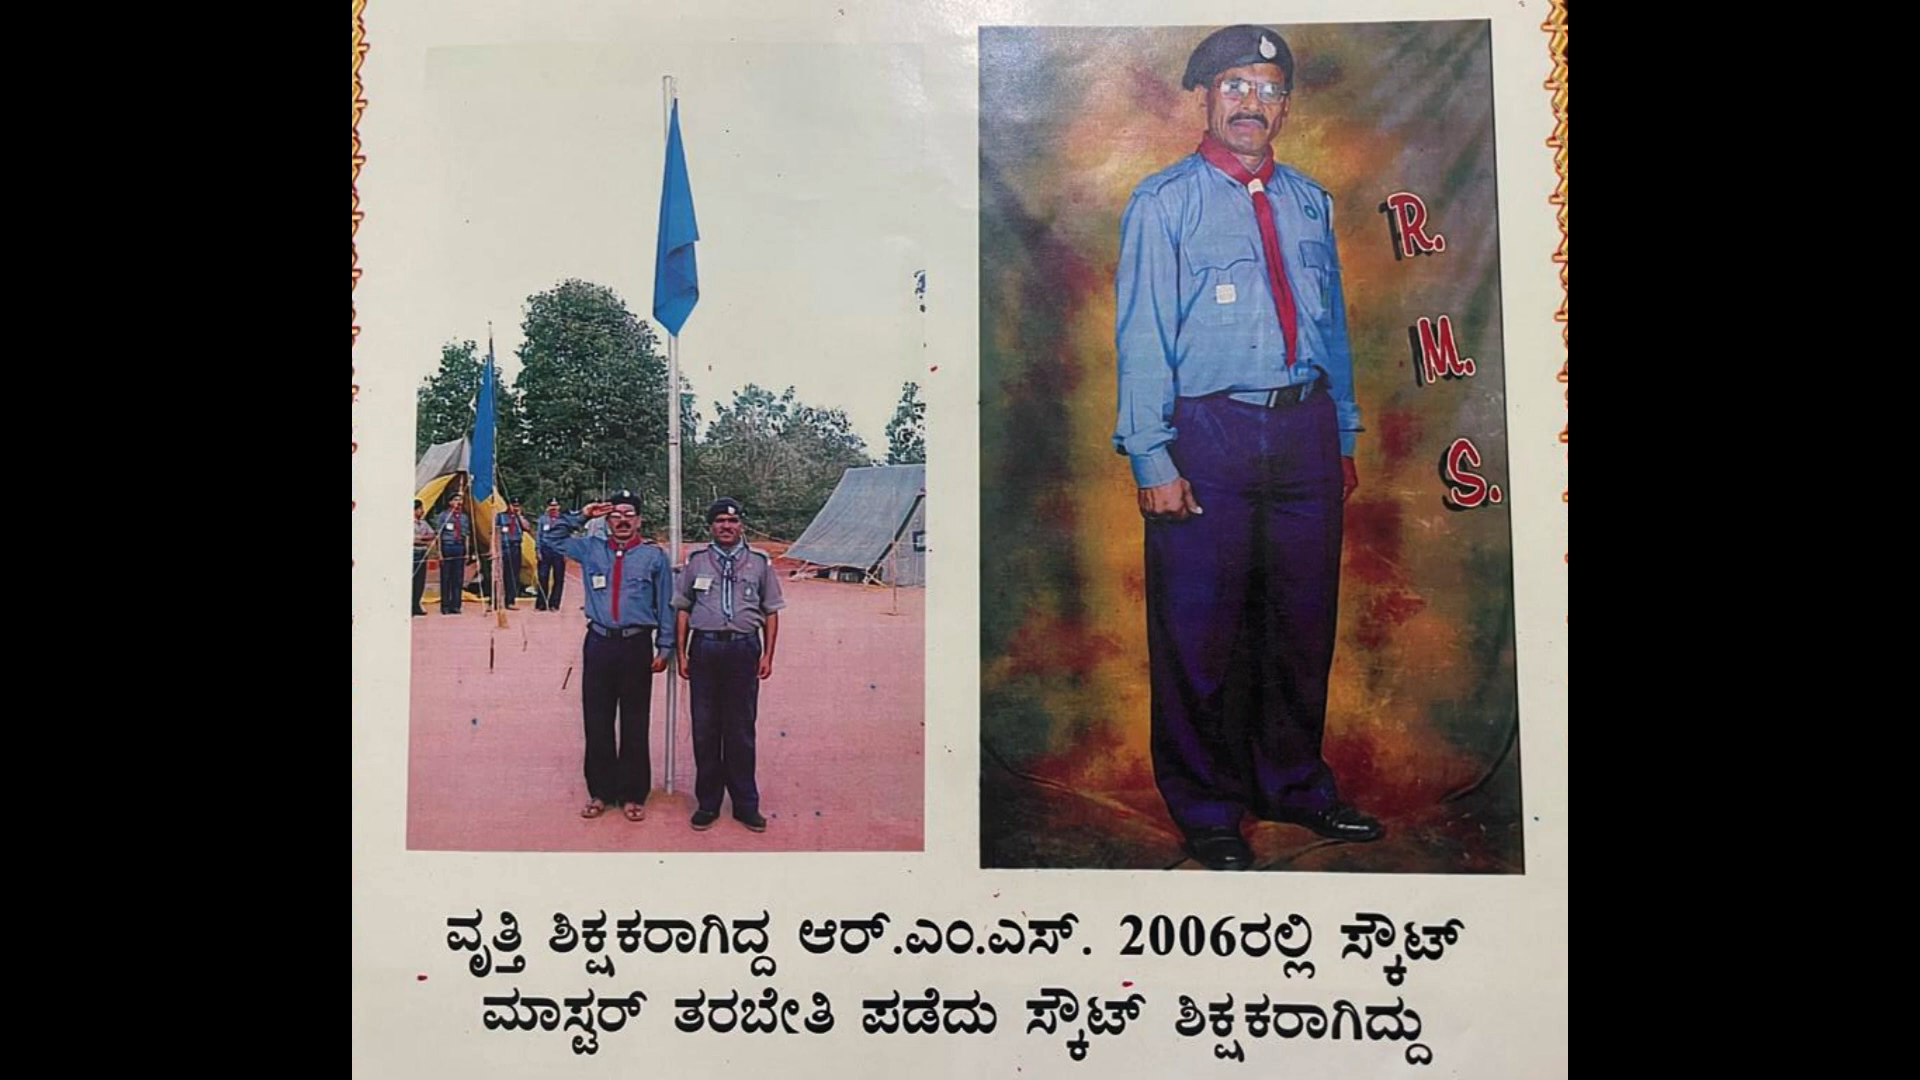 R.
M.
S.
ವೃತ್ತಿ ಶಿಕ್ಷಕರಾಗಿದ್ದ ಆರ್.ಎಂ.ಎಸ್. 2006ರಲ್ಲಿ ಸ್ಕೌಟ್
ಮಾಸ್ಟರ್ ತರಬೇತಿ ಪಡೆದು ಸ್ಕೌಟ್ ಶಿಕ್ಷಕರಾಗಿದ್ದು